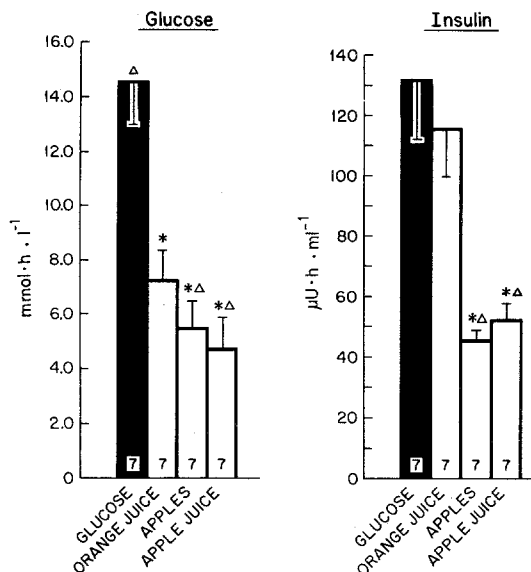 Glucose
16.0
14.0
12.0
10.0
8.0
6.0
4.0
2.0
0
mmol·h·l⁻¹
△
*
*△
*△
7
7
7
7
GLUCOSE
ORANGE JUICE
APPLES
APPLE JUICE
Insulin
140
120
100
80
60
40
20
0
µU·h·ml⁻¹
*△
*△
7
7
7
7
GLUCOSE
ORANGE JUICE
APPLES
APPLE JUICE